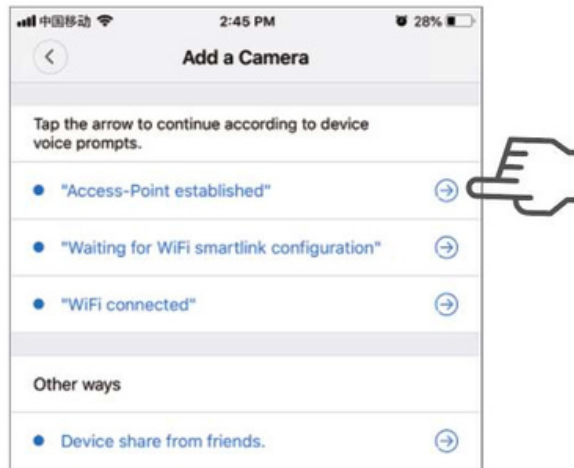 中国移动 2:45 PM 28%
Add a Camera
Tap the arrow to continue according to device
voice prompts.
"Access-Point established"
"Waiting for WiFi smartlink configuration"
"WiFi connected"
Other ways
Device share from friends.